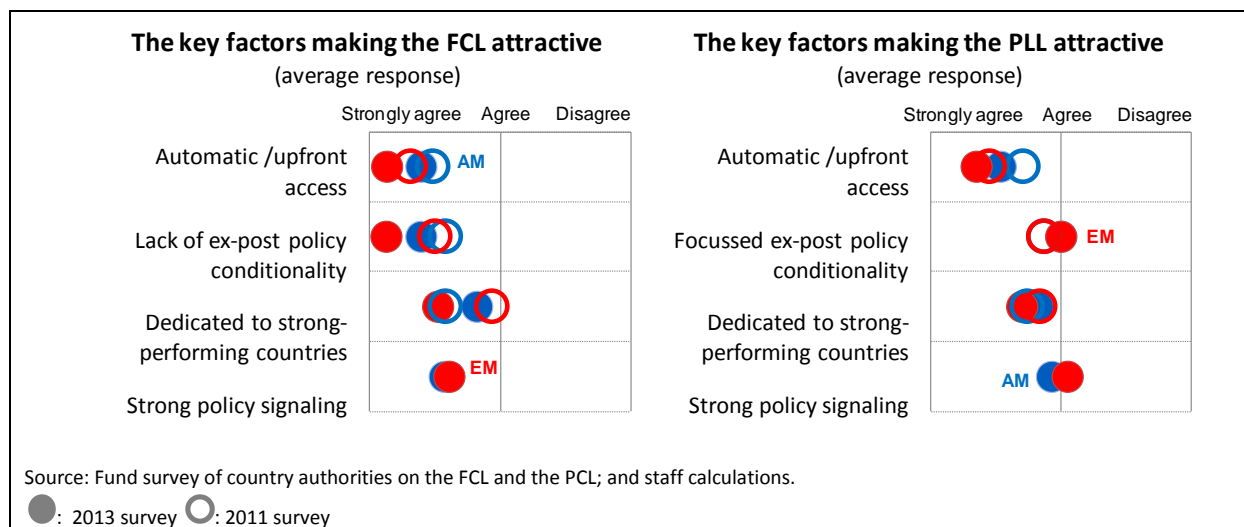 The key factors making the FCL attractive
(average response)
Strongly agree Agree Disagree
Automatic /upfront
access
AM
Lack of ex-post policy
conditionality
Dedicated to strong-
performing countries
EM
Strong policy signaling
The key factors making the PLL attractive
(average response)
Strongly agree Agree Disagree
Automatic /upfront
access
Focussed ex-post policy
conditionality
EM
Dedicated to strong-
performing countries
AM
Strong policy signaling
Source: Fund survey of country authorities on the FCL and the PCL; and staff calculations.
: 2013 survey : 2011 survey